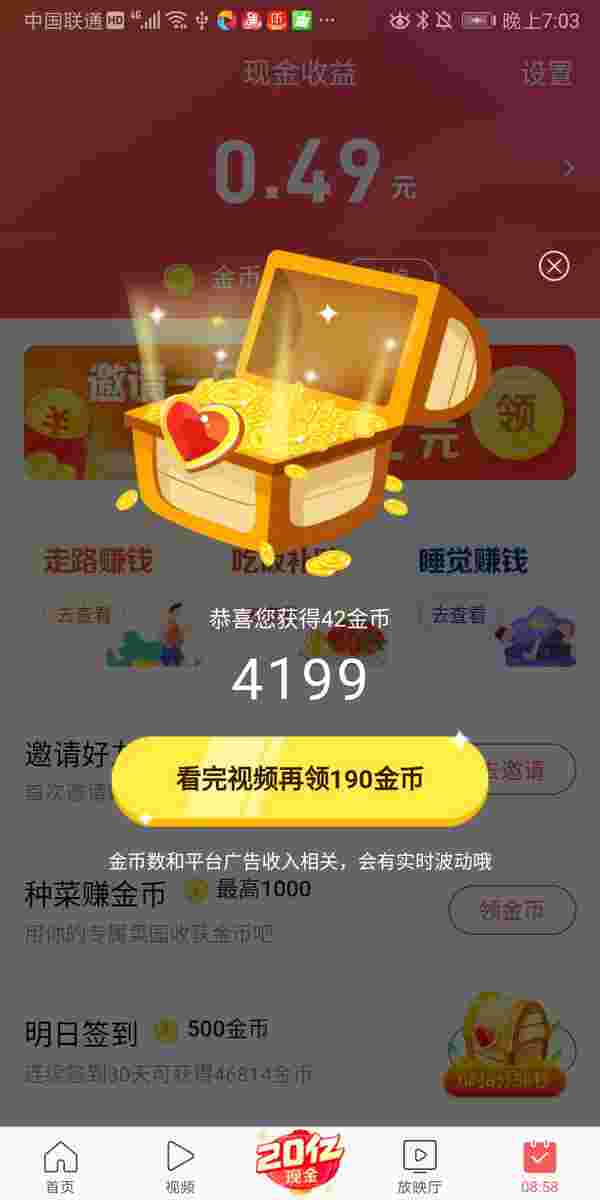 中国联通 HD 4G 晚上7:03
现金收益 设置
0.49 元
金币
邀请一
元 领
走路赚钱 吃饭补贴 睡觉赚钱
去查看 去查看
恭喜您获得42金币
4199
邀请好友
看完视频再领190金币
去邀请
首次邀请
金币数和平台广告收入相关，会有实时波动哦
种菜赚金币 最高1000
领金币
用你的专属菜园收获金币吧
明日签到 500金币
连续签到30天可获得46814金币
20亿
现金
首页 视频 放映厅 08:58